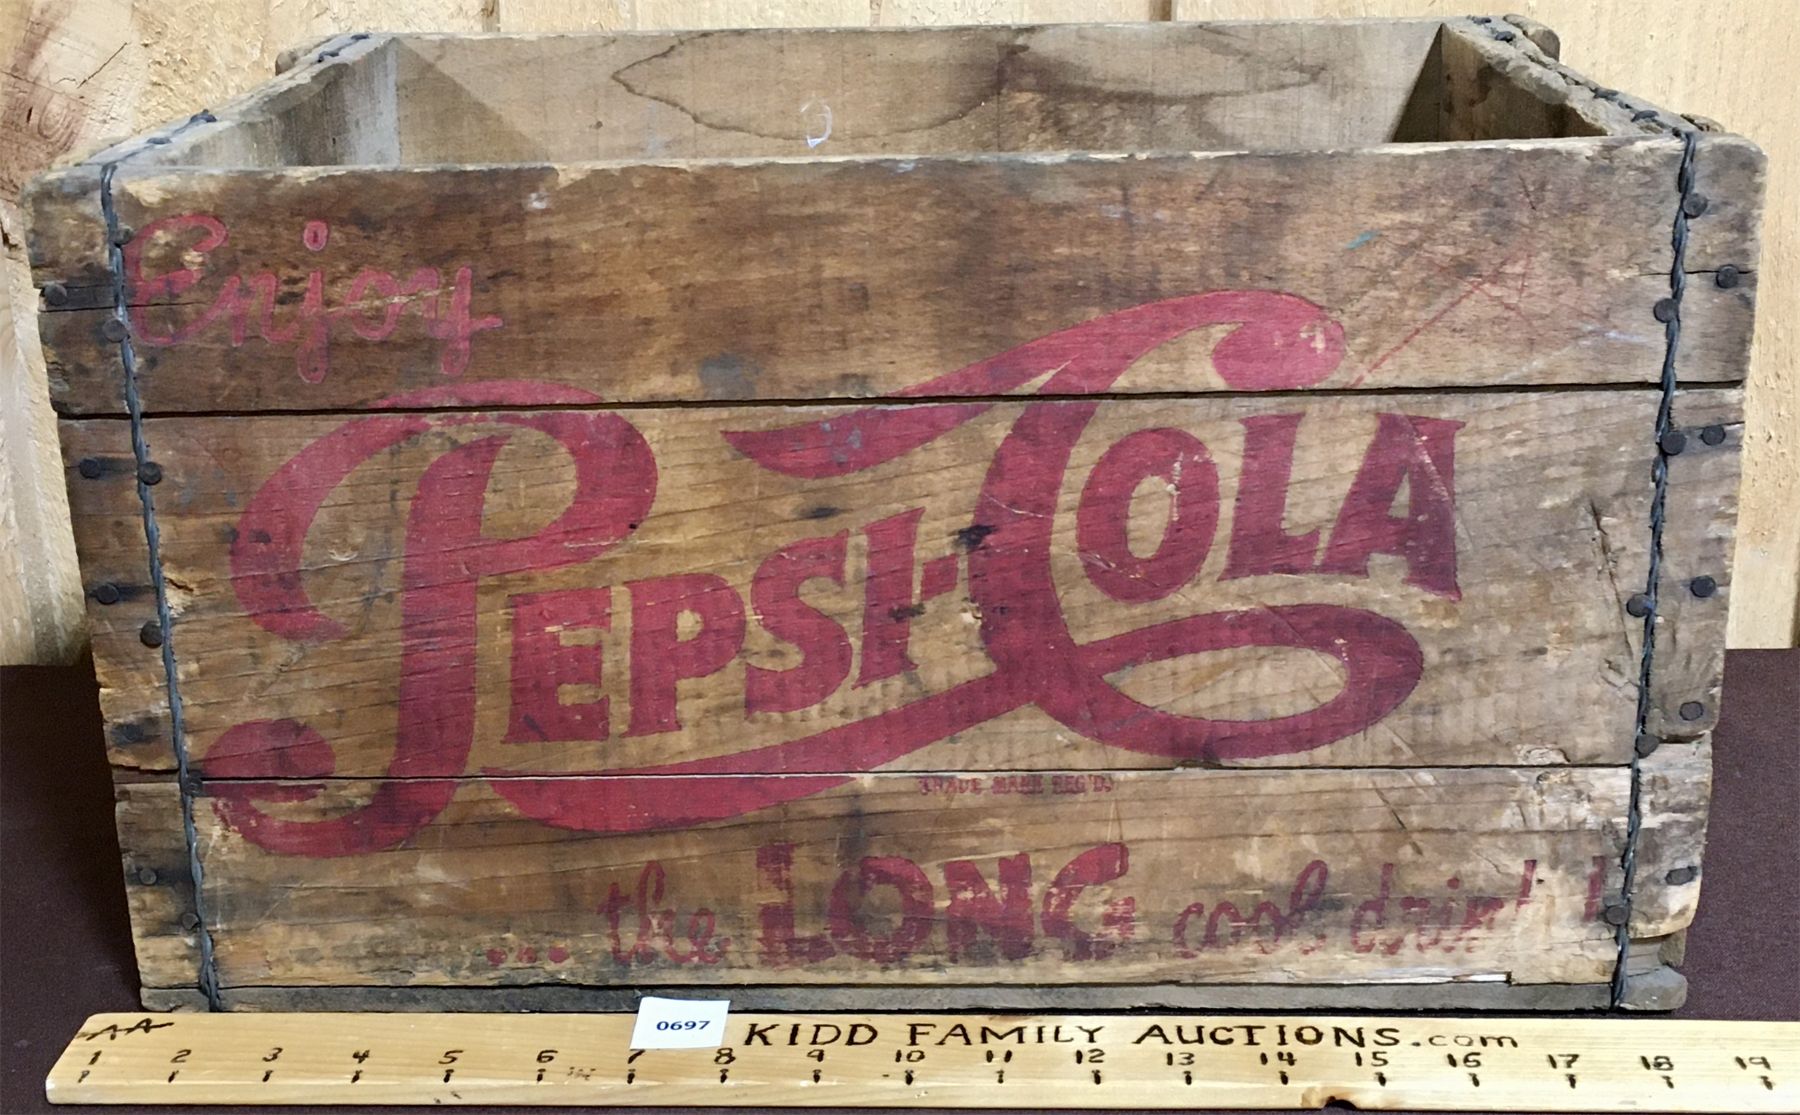 Enjoy
PEPSI-COLA
TRADE MARK REG'D.
... the LONG cool drink!
0697
KIDD FAMILY AUCTIONS.com
AA
1 2 3 4 5 6 7 8 9 10 11 12 13 14 15 16 17 18 19